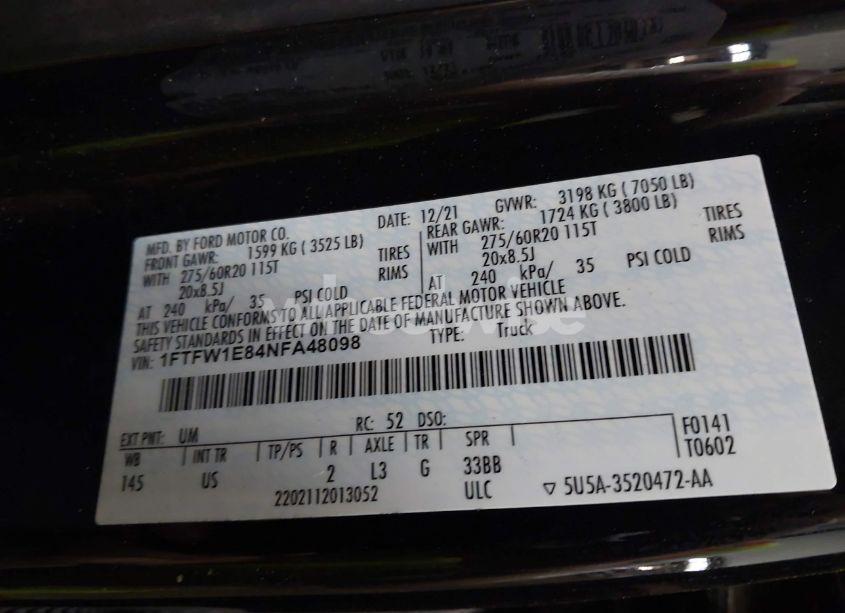 MFD. BY FORD MOTOR CO. DATE: 12/21 GVWR: 3198 KG ( 7050 LB)
FRONT GAWR: 1599 KG ( 3525 LB) REAR GAWR: 1724 KG ( 3800 LB)
WITH 275/60R20 115T TIRES WITH 275/60R20 115T TIRES
20x8.5J RIMS 20x8.5J RIMS
AT 240 kPa/ 35 PSI COLD AT 240 kPa/ 35 PSI COLD
THIS VEHICLE CONFORMS TO ALL APPLICABLE FEDERAL MOTOR VEHICLE
SAFETY STANDARDS IN EFFECT ON THE DATE OF MANUFACTURE SHOWN ABOVE.
VIN: 1FTFW1E84NFA48098 TYPE: Truck
EXT PNT: UM RC: 52 DSO:
WB INT TR TP/PS R AXLE TR SPR F0141
145 US 2 L3 G 33BB T0602
2202112013052 ULC ▽ 5U5A-3520472-AA